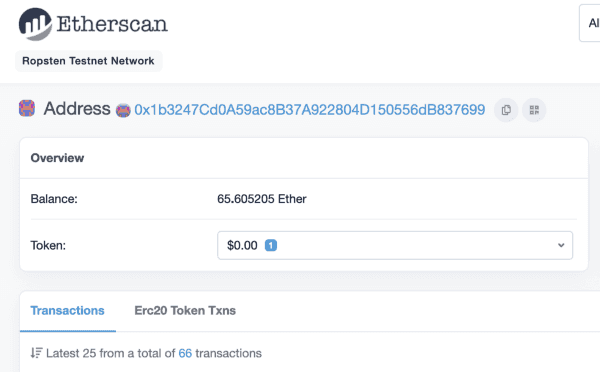 Etherscan
Al
Ropsten Testnet Network
Address 0x1b3247Cd0A59ac8B37A922804D150556dB837699
Overview
Balance: 65.605205 Ether
Token: $0.00 1
Transactions Erc20 Token Txns
Latest 25 from a total of 66 transactions